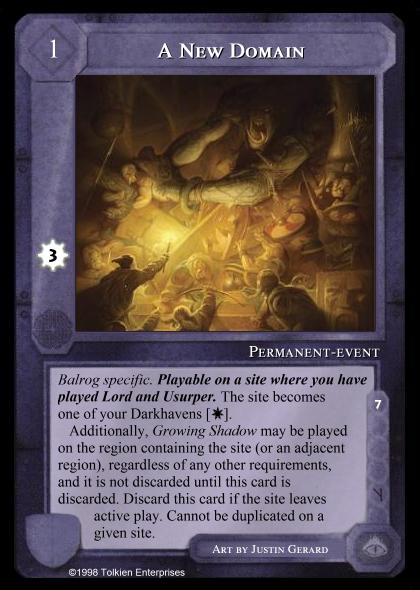 1
A New Domain
3
Permanent-event
Balrog specific. Playable on a site where you have
played Lord and Usurper. The site becomes
one of your Darkhavens [✷].
7
Additionally, Growing Shadow may be played
on the region containing the site (or an adjacent
region), regardless of any other requirements,
and it is not discarded until this card is
discarded. Discard this card if the site leaves
active play. Cannot be duplicated on a
given site.
Art by Justin Gerard
©1998 Tolkien Enterprises